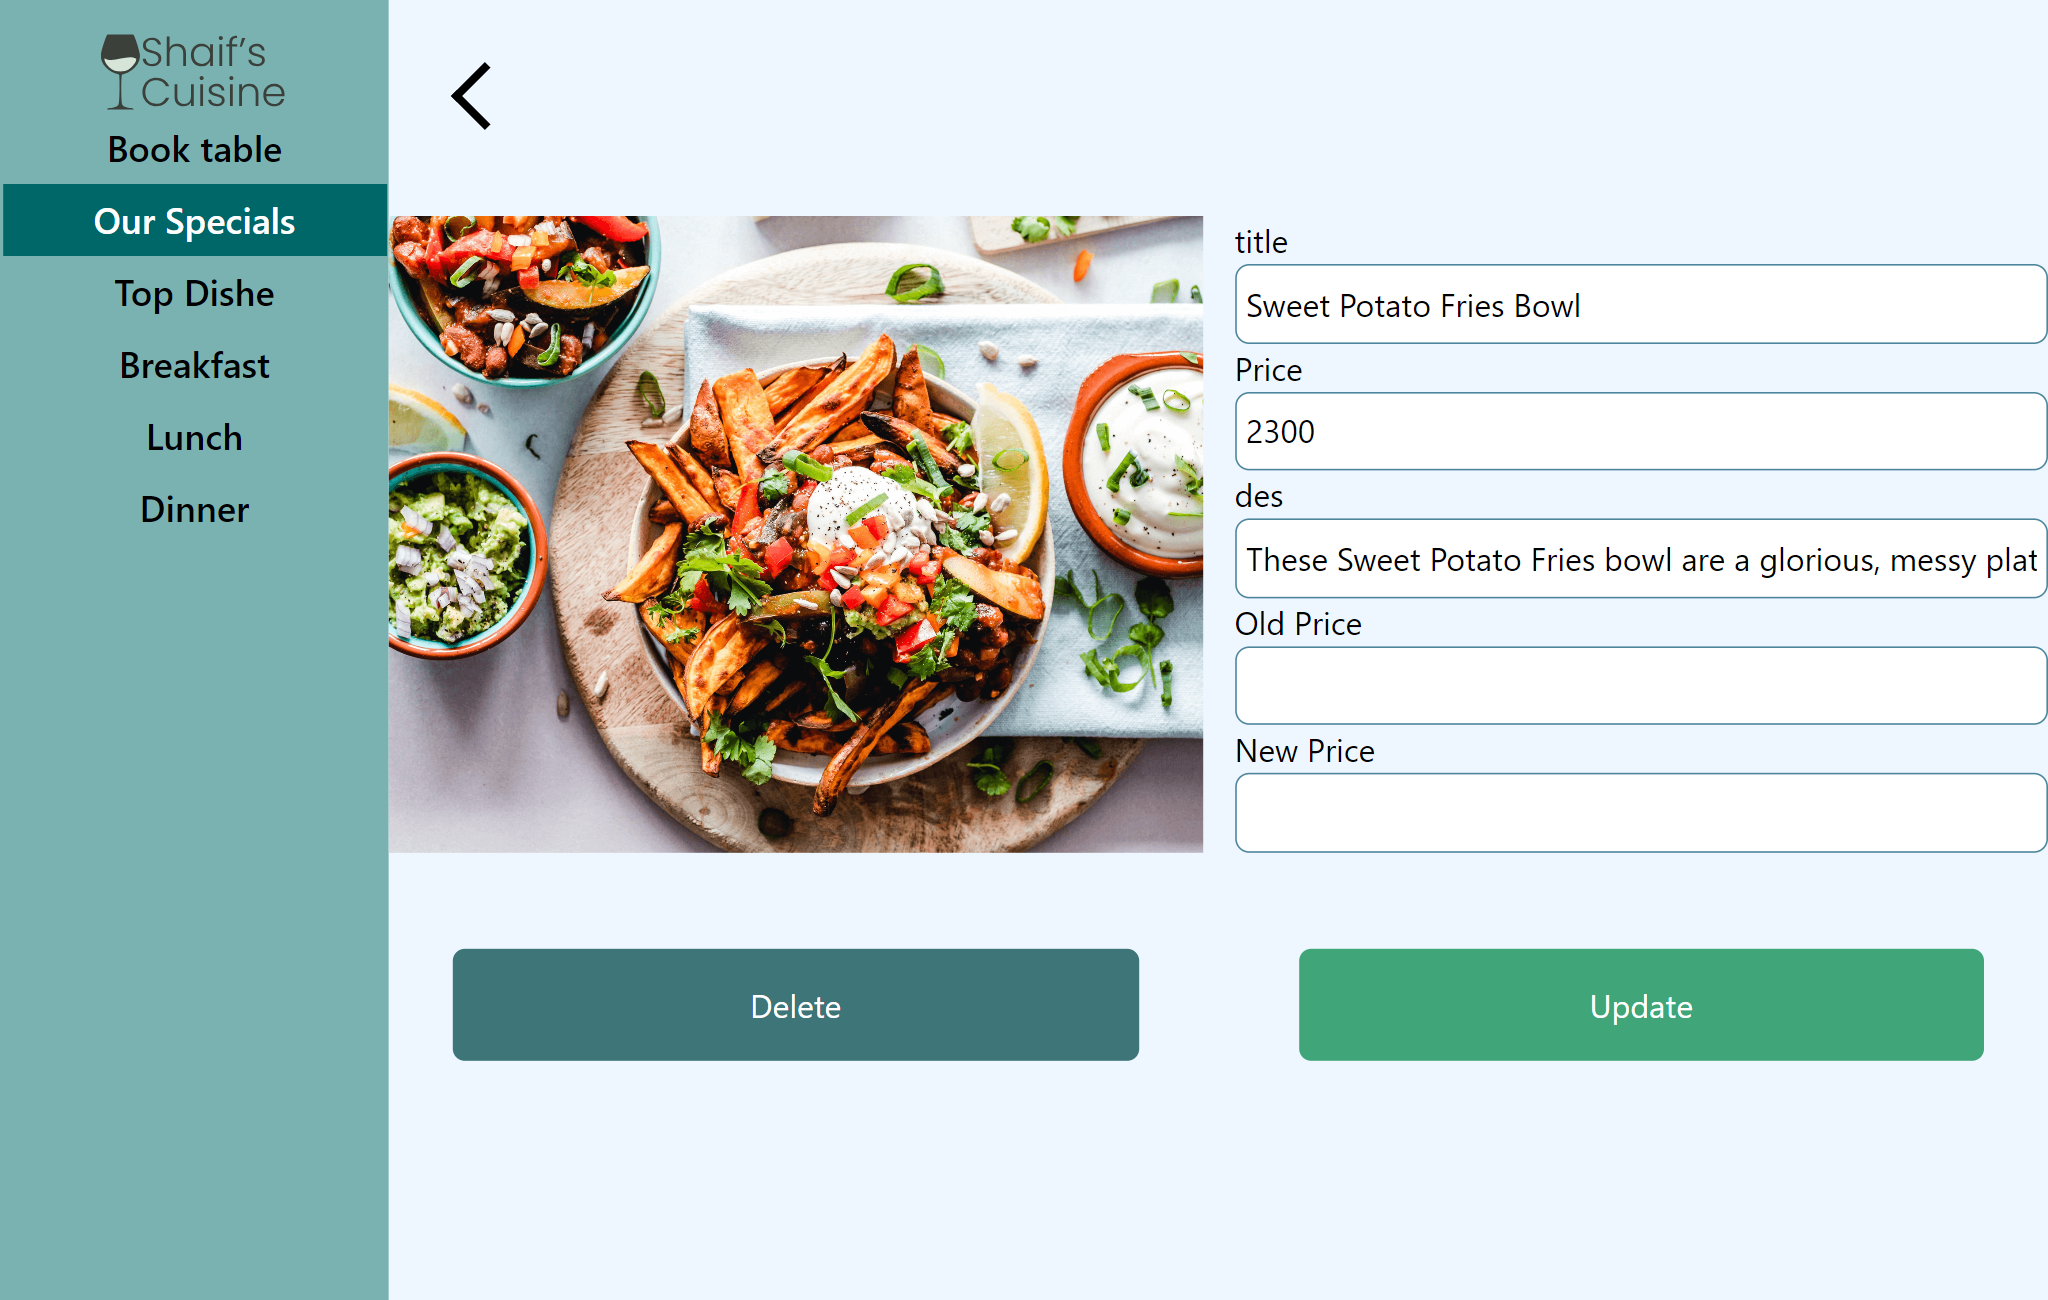 Shaif's
Cuisine
Book table
Our Specials
Top Dishe
Breakfast
Lunch
Dinner
title
Sweet Potato Fries Bowl
Price
2300
des
These Sweet Potato Fries bowl are a glorious, messy plat
Old Price
New Price
Delete
Update